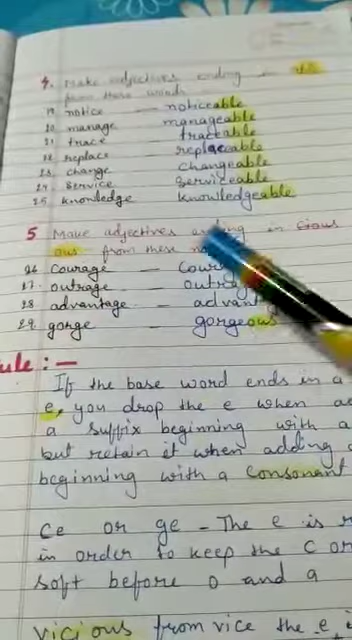 4. Make adjectives ending in
from these words
19 notice — noticeable
20 manage manageable
21 trace traceable
22 replace — replaceable
23 change changeable
24 Service Serviceable
25 knowledge knowledgeable
5 Make adjectives ending in
ous from these
26 Courage —
27. outrage —
28 advantage —
29. gorge — gorgeous
Rule :—
If the base word ends in a
e, you drop the e when
a suffix beginning with a
but retain it when adding
beginning with a Consonant
Ce or ge – The e is
in order to keep the C or
Soft before o and a
Vicious from vice the e